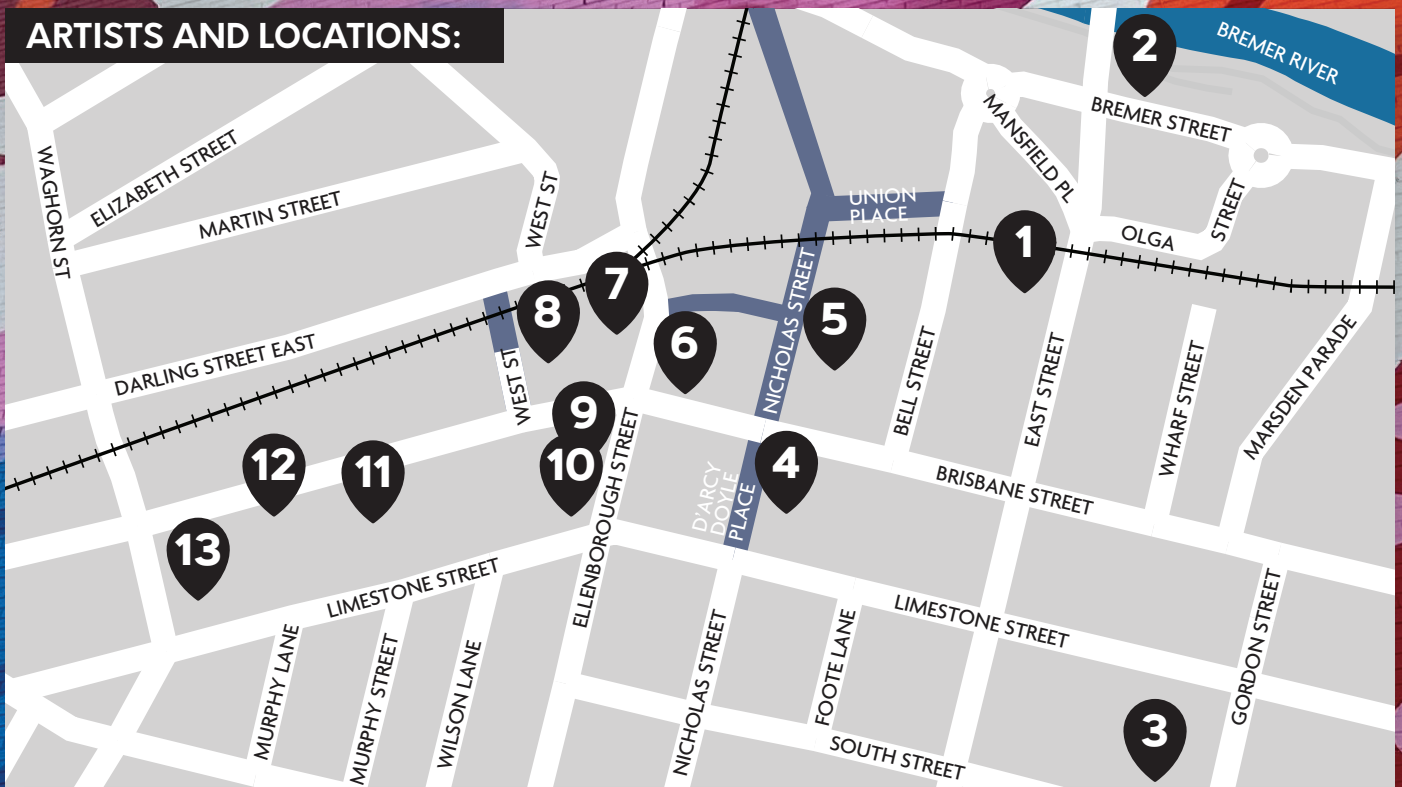 ARTISTS AND LOCATIONS:
2
BREMER RIVER
BREMER STREET
MANSFIELD PL
WAGHORN ST
ELIZABETH STREET
MARTIN STREET
WEST ST
UNION
PLACE
OLGA
STREET
1
7
8
5
6
NICHOLAS STREET
DARLING STREET EAST
WEST ST
BELL STREET
EAST STREET
WHARF STREET
MARSDEN PARADE
9
10
12
11
4
D'ARCY
DOYLE
PLACE
BRISBANE STREET
13
ELLENBOROUGH STREET
LIMESTONE STREET
LIMESTONE STREET
MURPHY LANE
MURPHY STREET
WILSON LANE
NICHOLAS STREET
FOOTE LANE
GORDON STREET
3
SOUTH STREET